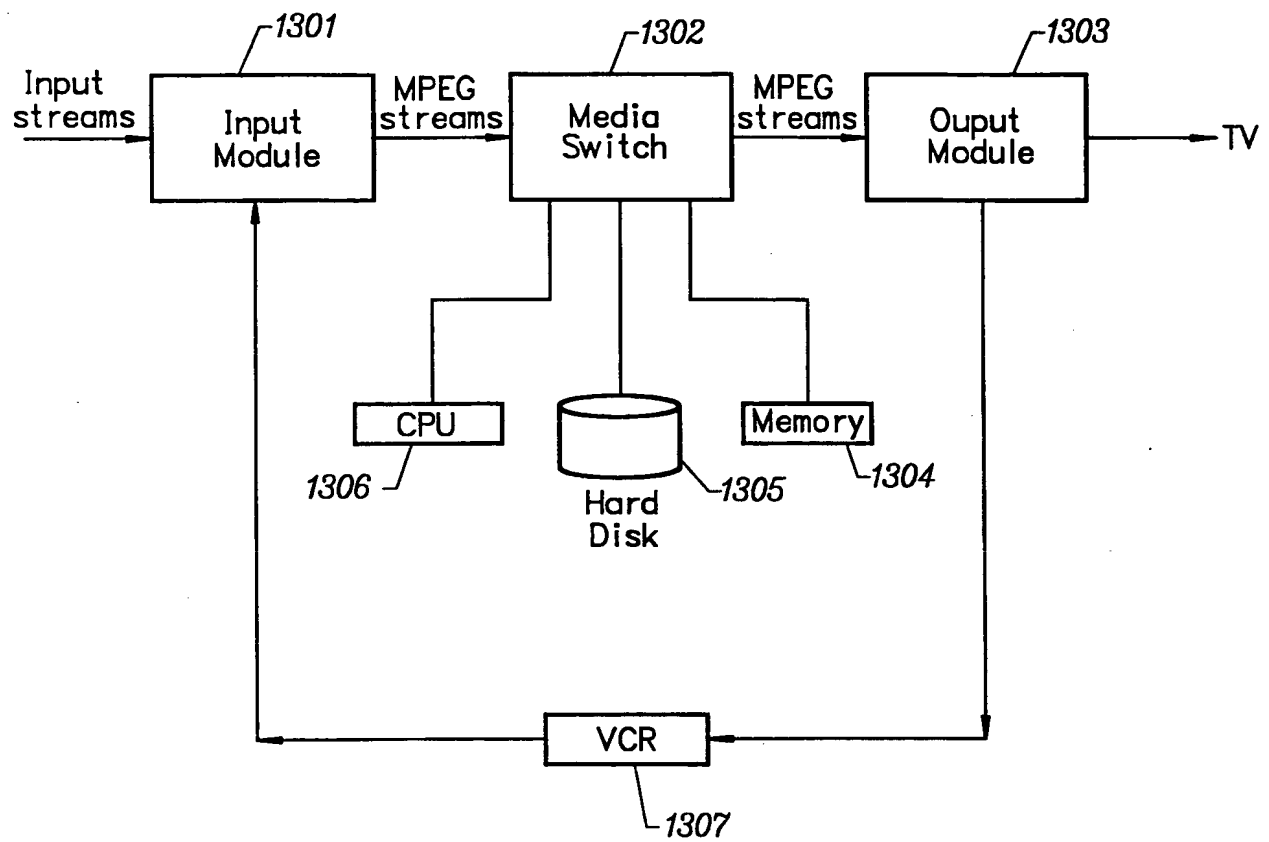 1301
1302
1303
Input
streams
Input
Module
MPEG
streams
Media
Switch
MPEG
streams
Ouput
Module
TV
CPU
1306
Hard
Disk
1305
Memory
1304
VCR
1307